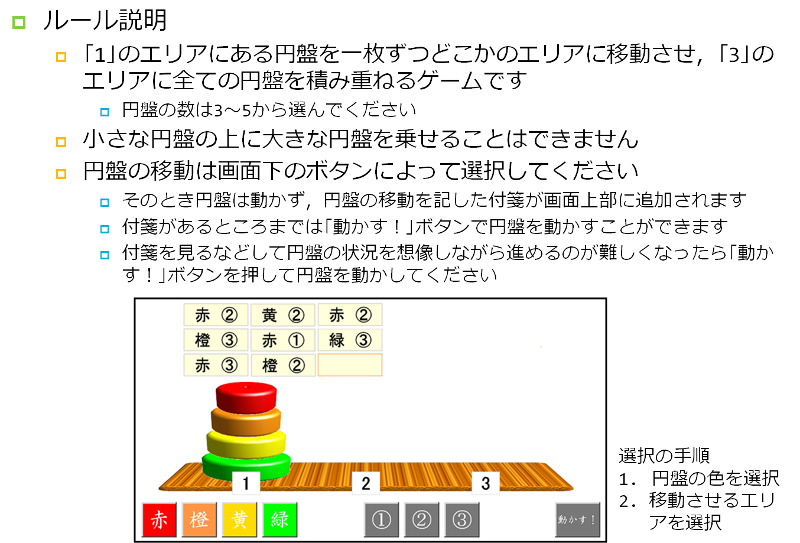 ルール説明
｢1｣のエリアにある円盤を一枚ずつどこかのエリアに移動させ，｢3｣の
エリアに全ての円盤を積み重ねるゲームです
円盤の数は3～5から選んでください
小さな円盤の上に大きな円盤を乗せることはできません
円盤の移動は画面下のボタンによって選択してください
そのとき円盤は動かず，円盤の移動を記した付箋が画面上部に追加されます
付箋があるところまでは｢動かす！｣ボタンで円盤を動かすことができます
付箋を見るなどして円盤の状況を想像しながら進めるのが難しくなったら｢動か
す！｣ボタンを押して円盤を動かしてください
赤 ② 黄 ② 赤 ②
橙 ③ 赤 ① 緑 ③
赤 ③ 橙 ②
1 2 3
赤 橙 黄 緑 ① ② ③ 動かす！
選択の手順
1． 円盤の色を選択
2． 移動させるエリ
アを選択